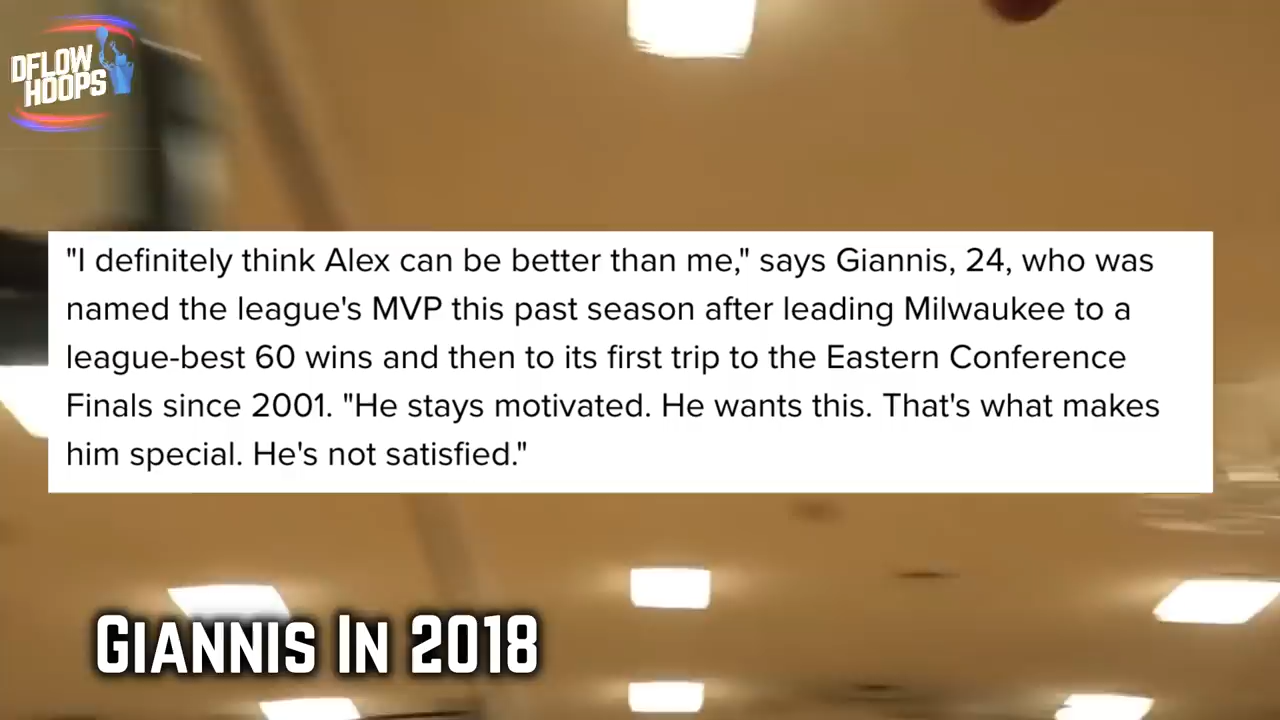 DFLOW
HOOPS
"I definitely think Alex can be better than me," says Giannis, 24, who was
named the league's MVP this past season after leading Milwaukee to a
league-best 60 wins and then to its first trip to the Eastern Conference
Finals since 2001. "He stays motivated. He wants this. That's what makes
him special. He's not satisfied."
GIANNIS IN 2018